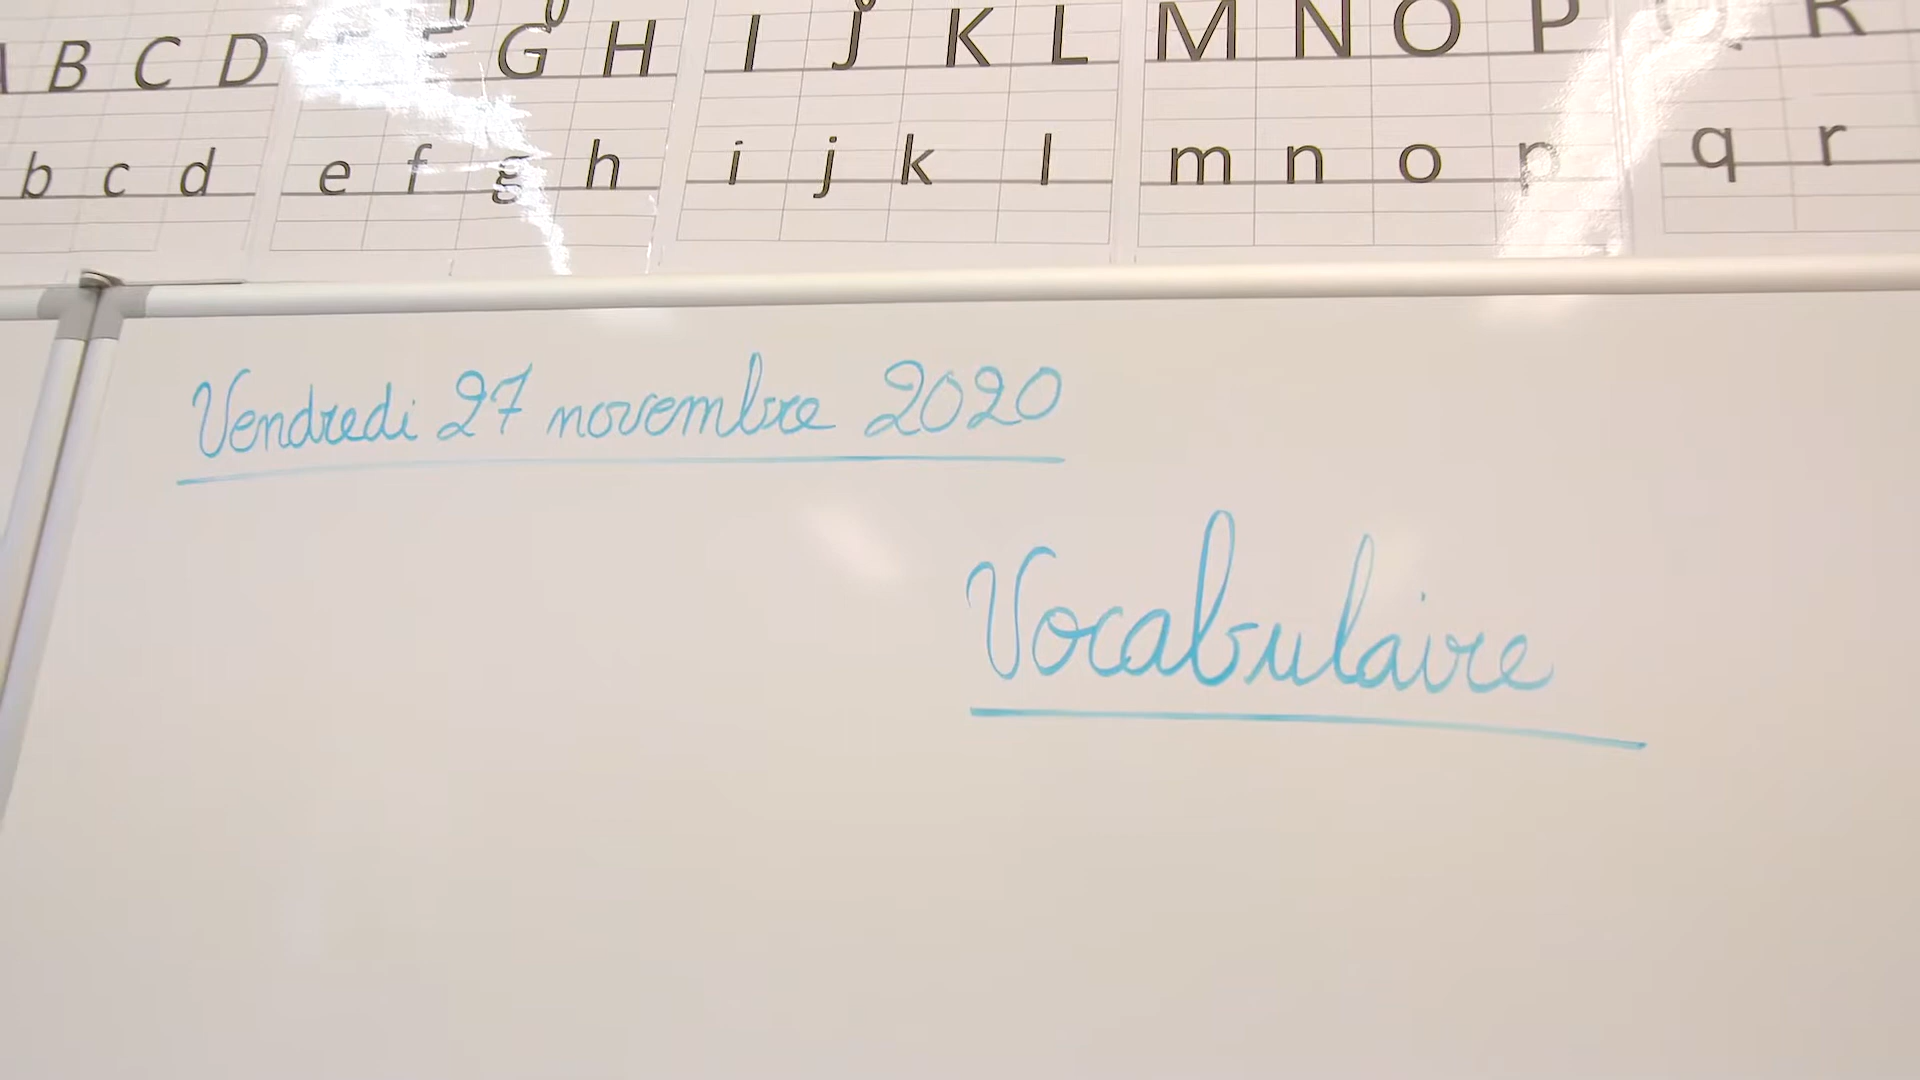 B C D G H I J K L M N O P R
b c d e f g h i j k l m n o p q r
Vendredi 27 novembre 2020
Vocabulaire